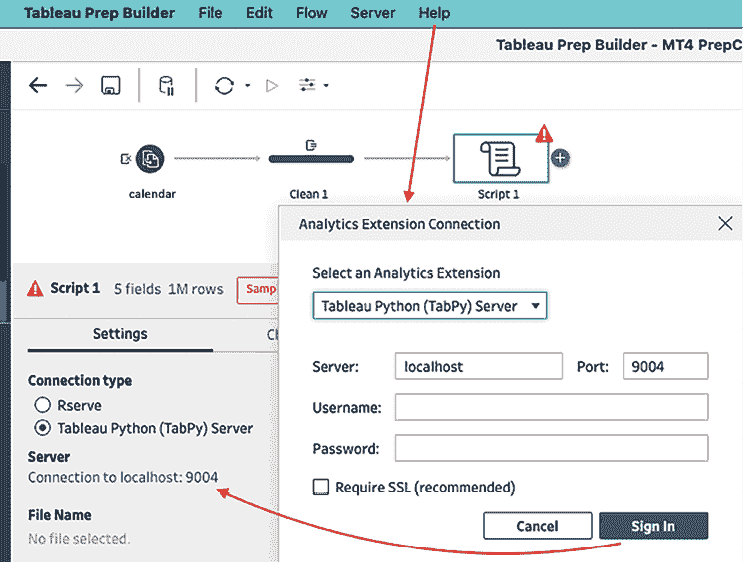 Tableau Prep Builder File Edit Flow Server Help
Tableau Prep Builder - MT4 PrepC
calendar Clean 1 Script 1
Analytics Extension Connection
Script 1 5 fields 1M rows Samp
Select an Analytics Extension
Tableau Python (TabPy) Server
Settings
Server: localhost Port: 9004
Connection type
Rserve
Username:
Tableau Python (TabPy) Server
Password:
Server
Connection to localhost: 9004
Require SSL (recommended)
File Name
No file selected.
Cancel Sign In